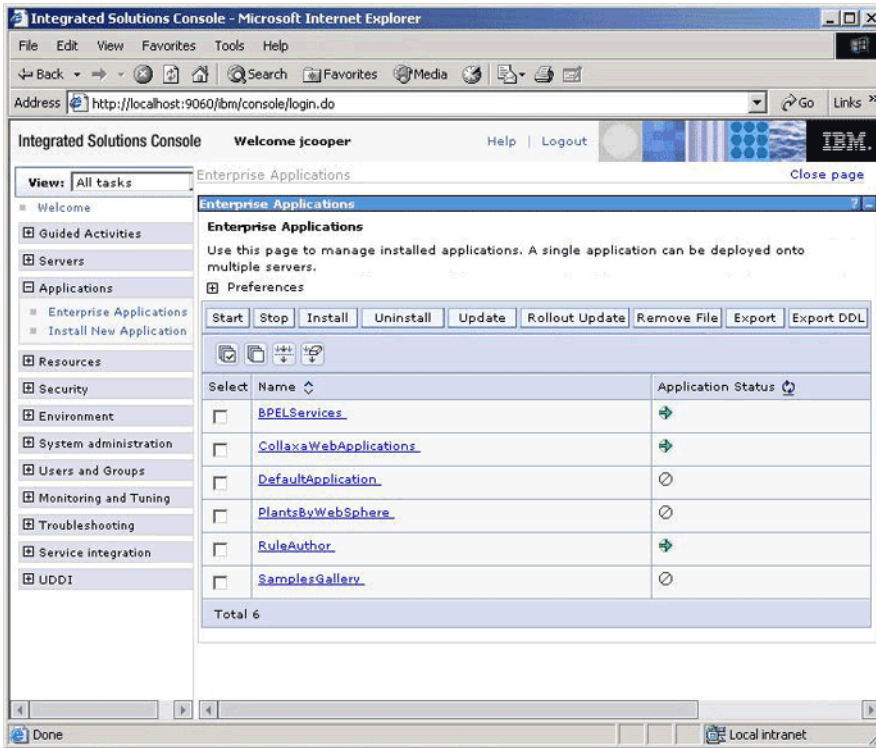 Integrated Solutions Console - Microsoft Internet Explorer
File Edit View Favorites Tools Help
Back Search Favorites Media
Address http://localhost:9060/ibm/console/login.do Go Links »
Integrated Solutions Console Welcome jcooper Help | Logout IBM.
View: All tasks
Welcome
Guided Activities
Servers
Applications
Enterprise Applications
Install New Application
Resources
Security
Environment
System administration
Users and Groups
Monitoring and Tuning
Troubleshooting
Service integration
UDDI
Enterprise Applications Close page
Enterprise Applications ? -
Enterprise Applications
Use this page to manage installed applications. A single application can be deployed onto
multiple servers.
Preferences
Start Stop Install Uninstall Update Rollout Update Remove File Export Export DDL
Select Name Application Status
BPELServices
CollaxaWebApplications
DefaultApplication
PlantsByWebSphere
RuleAuthor
SamplesGallery
Total 6
Done Local intranet